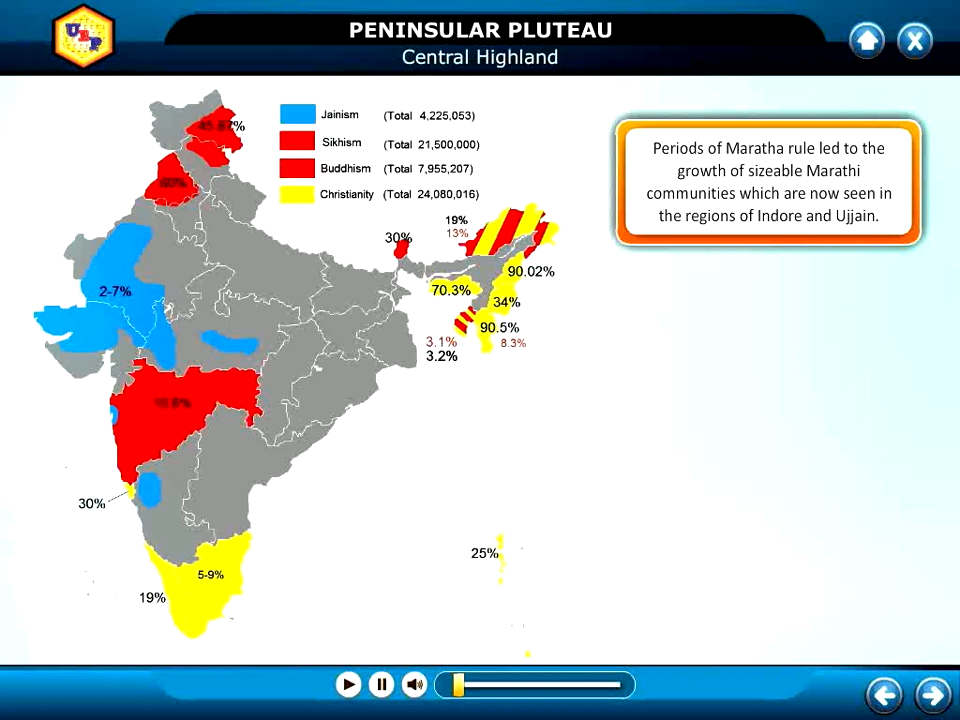 UEP
PENINSULAR PLUTEAU
Central Highland
X
Jainism (Total 4,225,053)
Sikhism (Total 21,500,000)
Buddhism (Total 7,955,207)
Christianity (Total 24,080,016)
Periods of Maratha rule led to the
growth of sizeable Marathi
communities which are now seen in
the regions of Indore and Ujjain.
19%
13%
30%
90.02%
2-7%
70.3%
34%
90.5%
3.1%
8.3%
3.2%
30%
25%
5-9%
19%